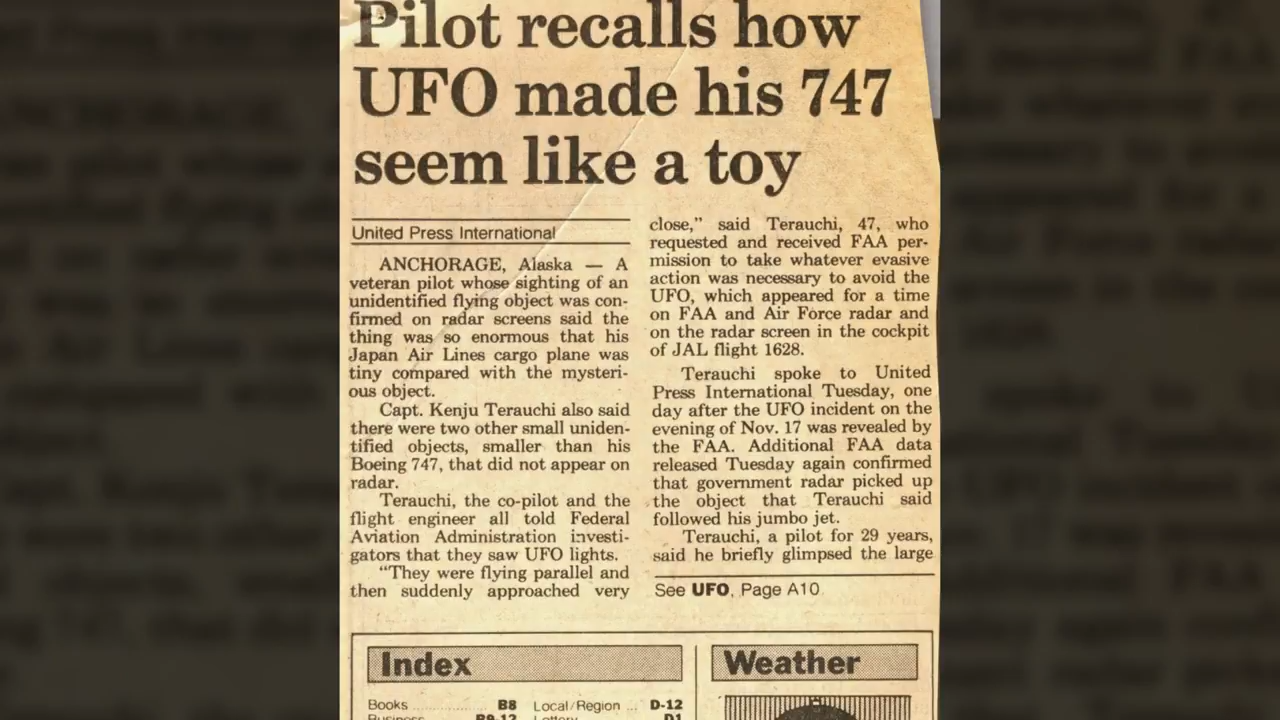 Pilot recalls how
UFO made his 747
seem like a toy
United Press International
ANCHORAGE, Alaska — A
veteran pilot whose sighting of an
unidentified flying object was con-
firmed on radar screens said the
thing was so enormous that his
Japan Air Lines cargo plane was
tiny compared with the mysteri-
ous object.
Capt. Kenju Terauchi also said
there were two other small uniden-
tified objects, smaller than his
Boeing 747, that did not appear on
radar.
Terauchi, the co-pilot and the
flight engineer all told Federal
Aviation Administration investi-
gators that they saw UFO lights.
"They were flying parallel and
then suddenly approached very
close," said Terauchi, 47, who
requested and received FAA per-
mission to take whatever evasive
action was necessary to avoid the
UFO, which appeared for a time
on FAA and Air Force radar and
on the radar screen in the cockpit
of JAL flight 1628.
Terauchi spoke to United
Press International Tuesday, one
day after the UFO incident on the
evening of Nov. 17 was revealed by
the FAA. Additional FAA data
released Tuesday again confirmed
that government radar picked up
the object that Terauchi said
followed his jumbo jet.
Terauchi, a pilot for 29 years,
said he briefly glimpsed the large
See UFO, Page A10
Index
Books ........... B8
Local/Region ... D-12
Weather